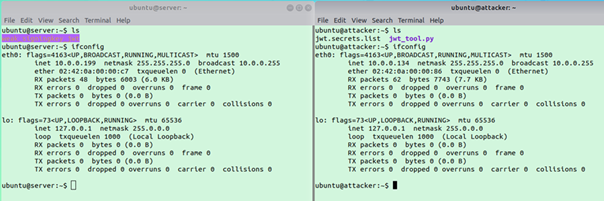 ubuntu@server: ~
ubuntu@server:~$ ls
ubuntu@server:~$ ifconfig
eth0: flags=4163<UP,BROADCAST,RUNNING,MULTICAST>  mtu 1500
        inet 10.0.0.199  netmask 255.255.255.0  broadcast 10.0.0.255
        ether 02:42:0a:00:00:c7  txqueuelen 0  (Ethernet)
        RX packets 48  bytes 6003 (6.0 KB)
        RX errors 0  dropped 0  overruns 0  frame 0
        TX packets 0  bytes 0 (0.0 B)
        TX errors 0  dropped 0 overruns 0  carrier 0  collisions 0
lo: flags=73<UP,LOOPBACK,RUNNING>  mtu 65536
        inet 127.0.0.1  netmask 255.0.0.0
        loop  txqueuelen 1000  (Local Loopback)
        RX packets 0  bytes 0 (0.0 B)
        RX errors 0  dropped 0  overruns 0  frame 0
        TX packets 0  bytes 0 (0.0 B)
        TX errors 0  dropped 0 overruns 0  carrier 0  collisions 0
ubuntu@server:~$
ubuntu@attacker: ~
ubuntu@attacker:~$ ls
jwt.secrets.list  jwt_tool.py
ubuntu@attacker:~$ ifconfig
eth0: flags=4163<UP,BROADCAST,RUNNING,MULTICAST>  mtu 1500
        inet 10.0.0.134  netmask 255.255.255.0  broadcast 10.0.0.255
        ether 02:42:0a:00:00:86  txqueuelen 0  (Ethernet)
        RX packets 62  bytes 7743 (7.7 KB)
        RX errors 0  dropped 0  overruns 0  frame 0
        TX packets 0  bytes 0 (0.0 B)
        TX errors 0  dropped 0 overruns 0  carrier 0  collisions 0
lo: flags=73<UP,LOOPBACK,RUNNING>  mtu 65536
        inet 127.0.0.1  netmask 255.0.0.0
        loop  txqueuelen 1000  (Local Loopback)
        RX packets 0  bytes 0 (0.0 B)
        RX errors 0  dropped 0  overruns 0  frame 0
        TX packets 0  bytes 0 (0.0 B)
        TX errors 0  dropped 0 overruns 0  carrier 0  collisions 0
ubuntu@attacker:~$